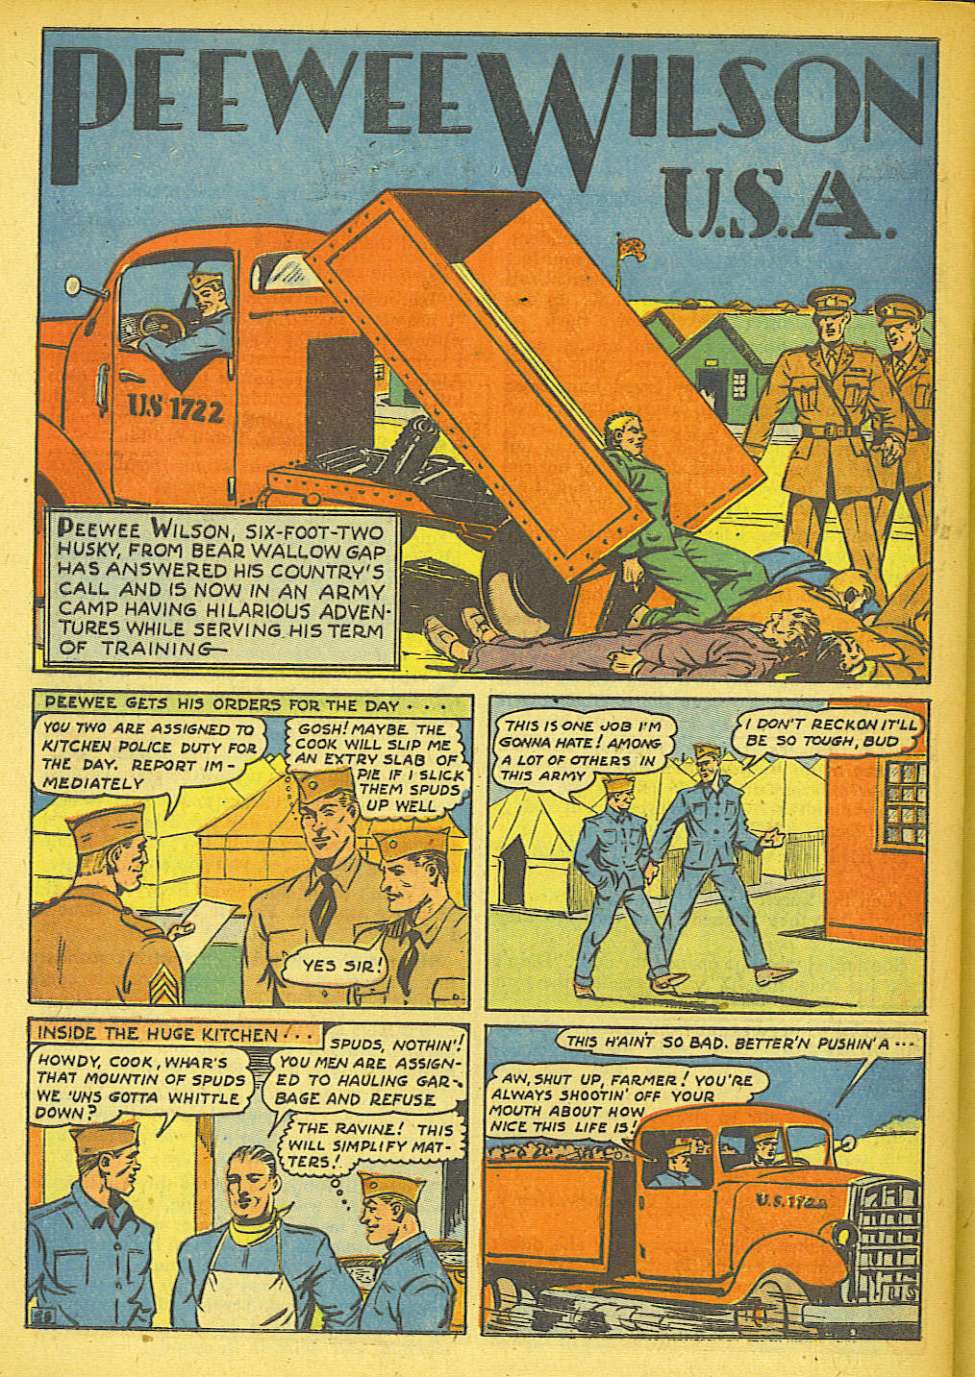 PEEWEE WILSON
U.S.A.
U.S 1722
PEEWEE WILSON, SIX-FOOT-TWO
HUSKY, FROM BEAR WALLOW GAP
HAS ANSWERED HIS COUNTRY'S
CALL AND IS NOW IN AN ARMY
CAMP HAVING HILARIOUS ADVEN-
TURES WHILE SERVING HIS TERM
OF TRAINING—
PEEWEE GETS HIS ORDERS FOR THE DAY . . .
YOU TWO ARE ASSIGNED TO
KITCHEN POLICE DUTY FOR
THE DAY. REPORT IM-
MEDIATELY
GOSH! MAYBE THE
COOK WILL SLIP ME
AN EXTRY SLAB OF
PIE IF I SLICK
THEM SPUDS
UP WELL
YES SIR!
THIS IS ONE JOB I'M
GONNA HATE! AMONG
A LOT OF OTHERS IN
THIS ARMY
I DON'T RECKON IT'LL
BE SO TOUGH, BUD
INSIDE THE HUGE KITCHEN . . .
HOWDY, COOK, WHAR'S
THAT MOUNTIN OF SPUDS
WE 'UNS GOTTA WHITTLE
DOWN?
SPUDS, NOTHIN'!
YOU MEN ARE ASSIGN-
ED TO HAULING GAR-
BAGE AND REFUSE
THE RAVINE! THIS
WILL SIMPLIFY MAT-
TERS!
THIS H'AIN'T SO BAD. BETTER'N PUSHIN' A ...
AW, SHUT UP, FARMER! YOU'RE
ALWAYS SHOOTIN' OFF YOUR
MOUTH ABOUT HOW
NICE THIS LIFE IS!